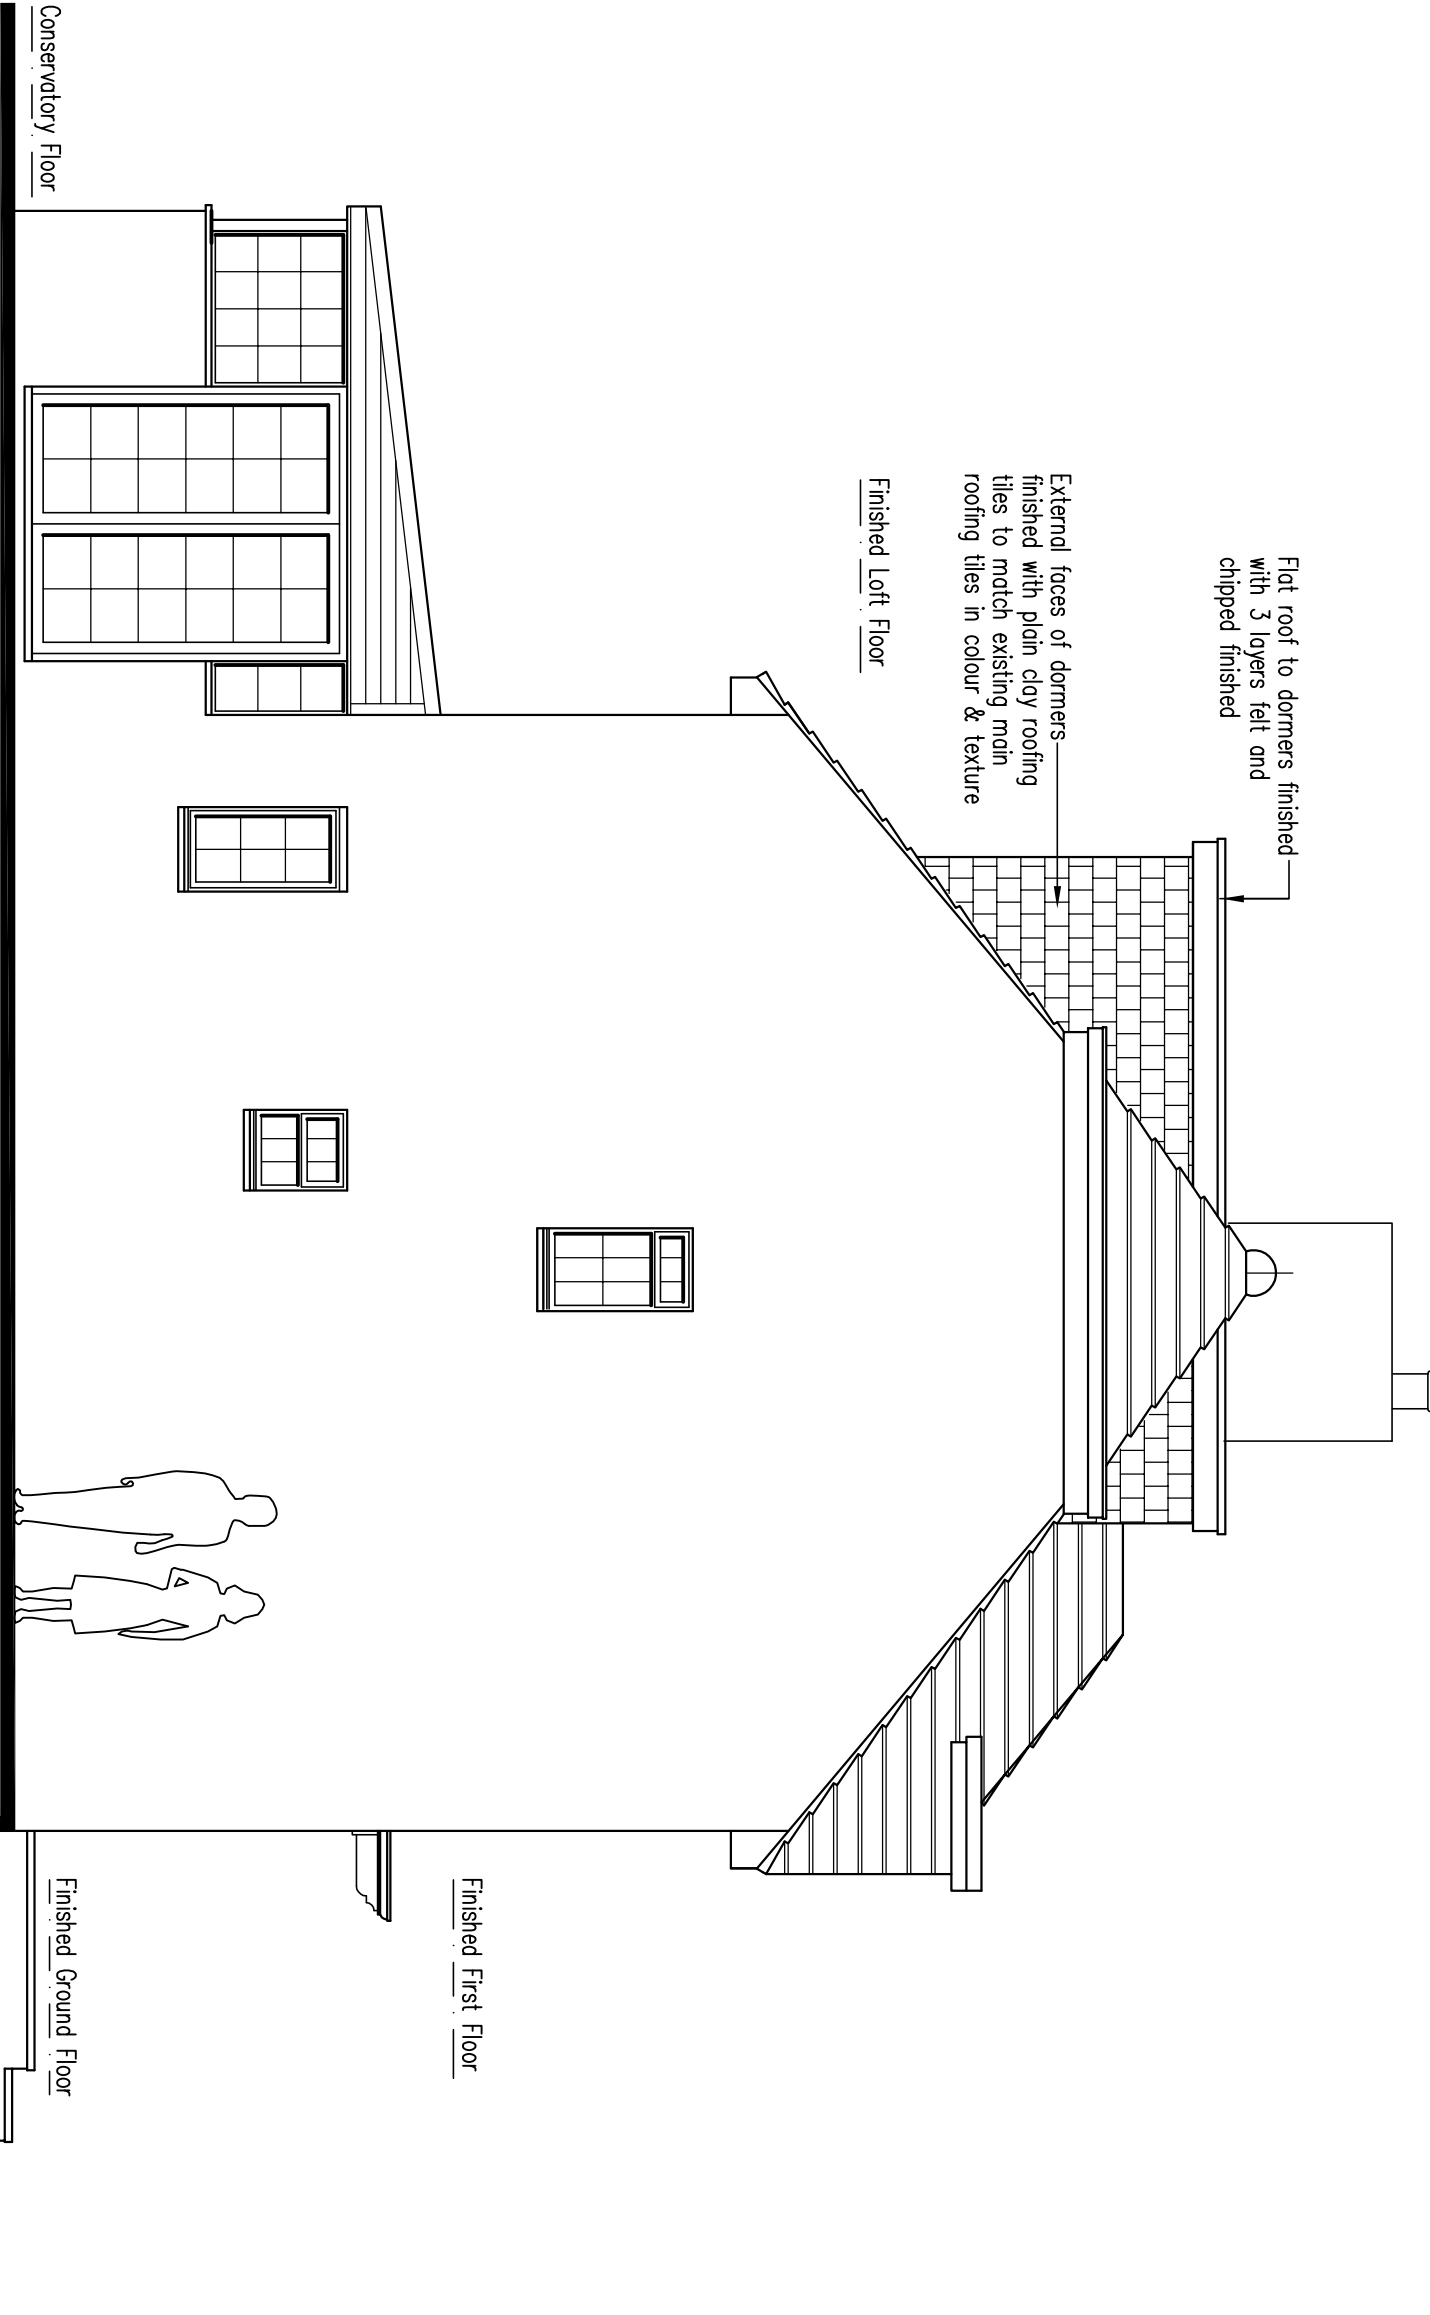 Flat roof to dormers finished
with 3 layers felt and
chipped finished
External faces of dormers
finished with plain clay roofing
tiles to match existing main
roofing tiles in colour & texture
Finished Loft Floor
Finished First Floor
Conservatory Floor
Finished Ground Floor